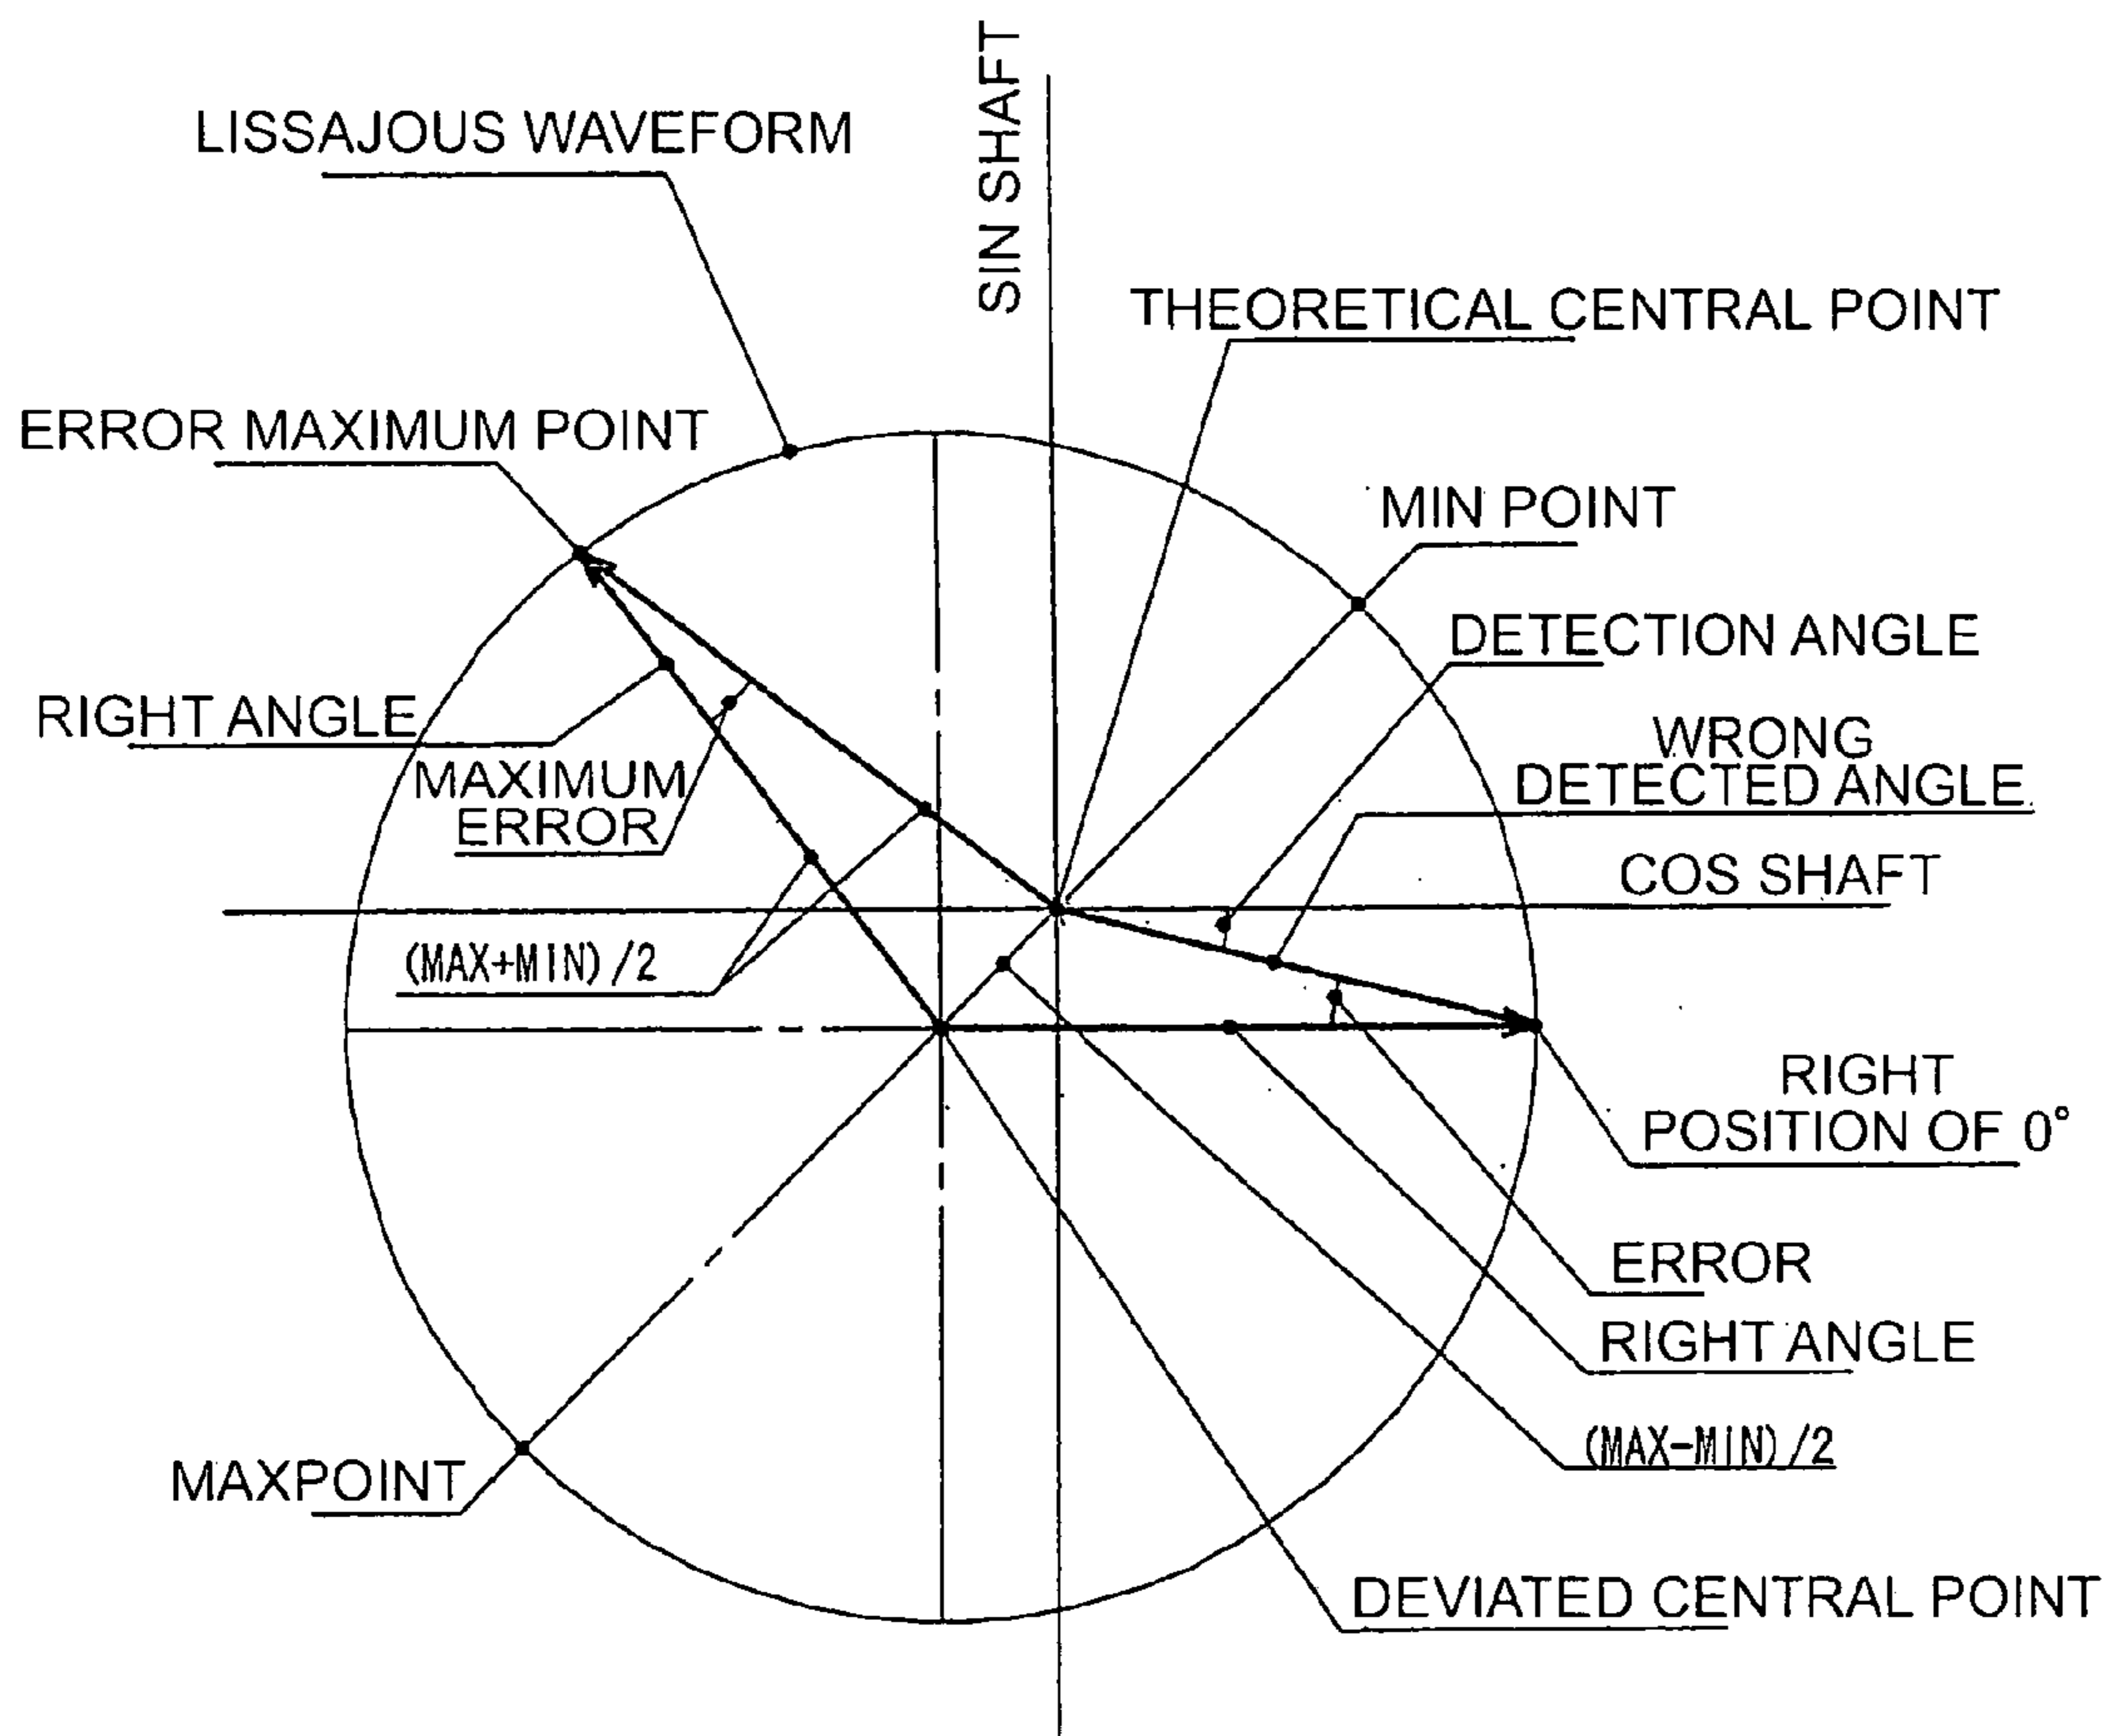 SIN SHAFT
LISSAJOUS WAVEFORM
THEORETICAL CENTRAL POINT
ERROR MAXIMUM POINT
MIN POINT
DETECTION ANGLE
RIGHT ANGLE
WRONG
DETECTED ANGLE
MAXIMUM
ERROR
COS SHAFT
(MAX+MIN)/2
RIGHT
POSITION OF 0°
ERROR
RIGHT ANGLE
(MAX-MIN)/2
MAXPOINT
DEVIATED CENTRAL POINT